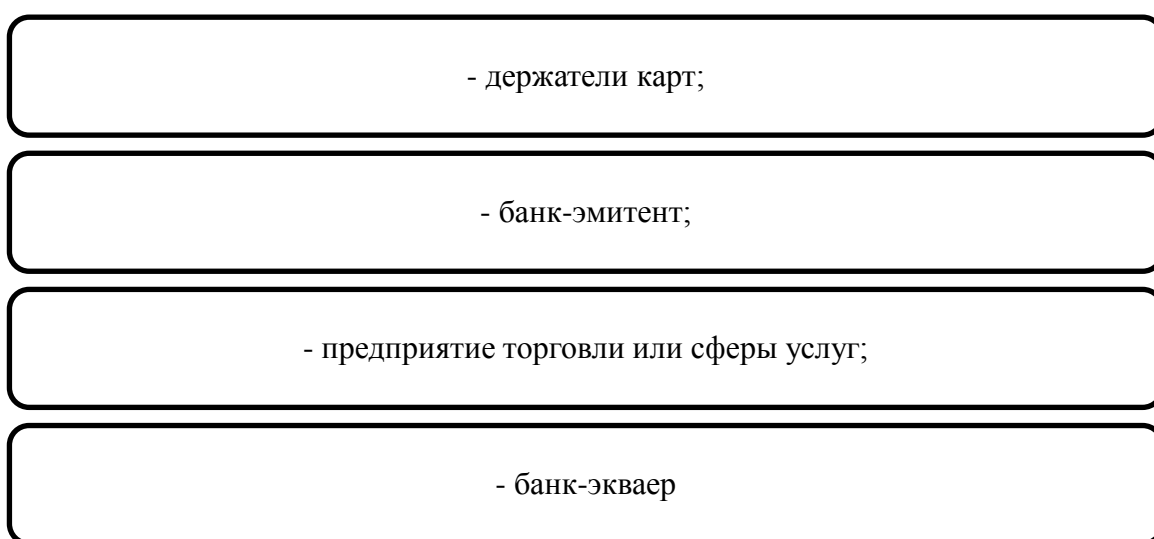 - держатели карт;
- банк-эмитент;
- предприятие торговли или сферы услуг;
- банк-экваер